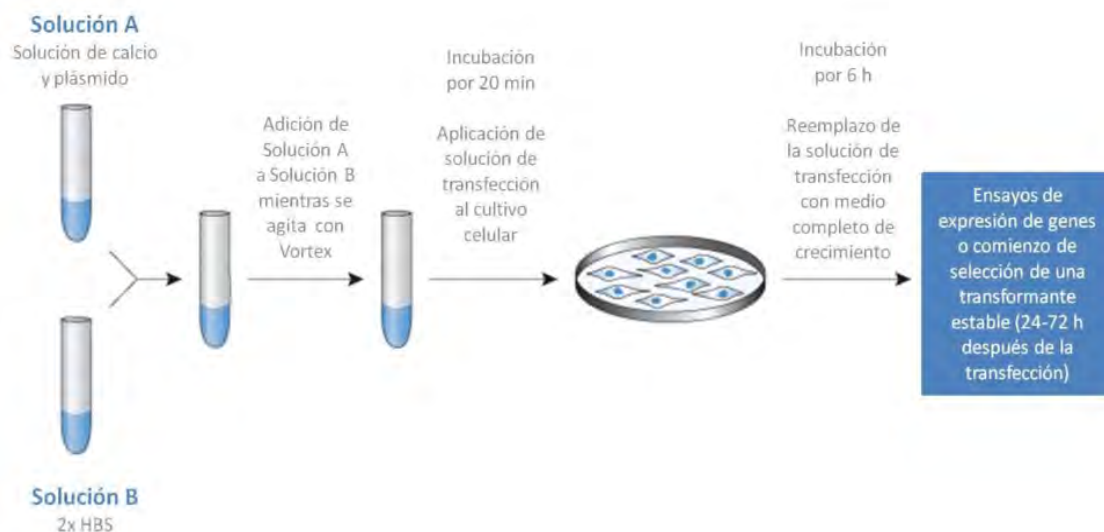 Solución A
Solución de calcio
y plásmido
Adición de
Solución A
a Solución B
mientras se
agita con
Vortex
Incubación
por 20 min
Aplicación de
solución de
transfección
al cultivo
celular
Incubación
por 6 h
Reemplazo de
la solución de
transfección
con medio
completo de
crecimiento
Ensayos de
expresión de genes
o comienzo de
selección de una
transformante
estable (24-72 h
después de la
transfección)
Solución B
2x HBS